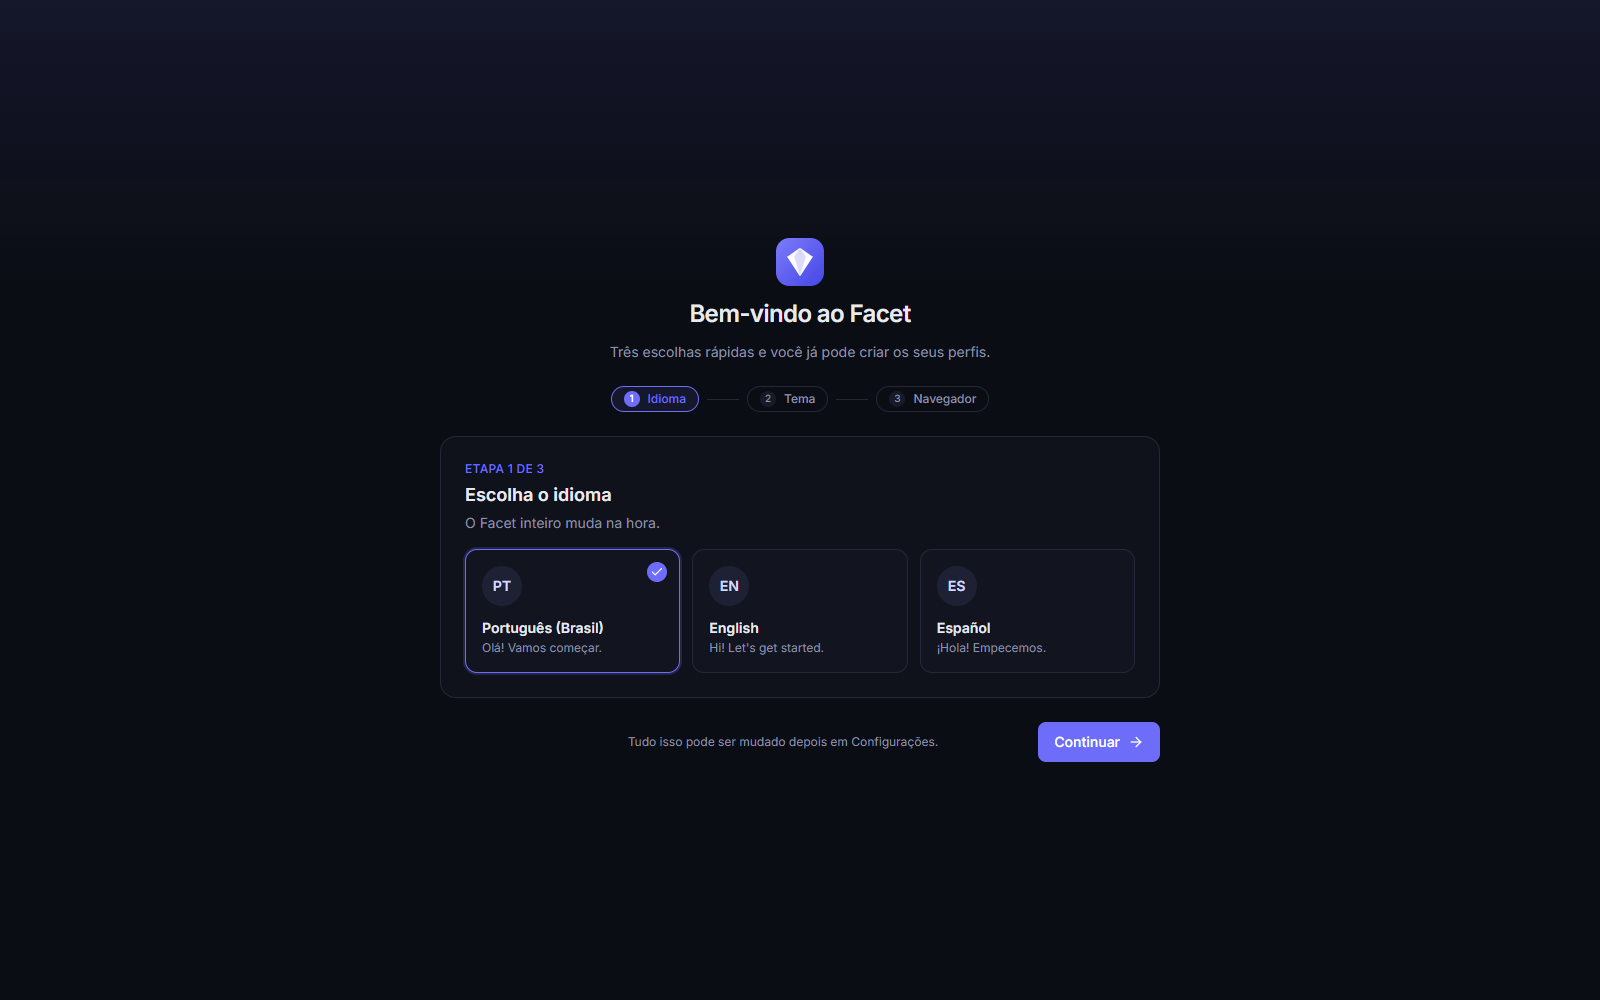 Bem-vindo ao Facet
Três escolhas rápidas e você já pode criar os seus perfis.
1 Idioma
2 Tema
3 Navegador
ETAPA 1 DE 3
Escolha o idioma
O Facet inteiro muda na hora.
PT
Português (Brasil)
Olá! Vamos começar.
EN
English
Hi! Let's get started.
ES
Español
¡Hola! Empecemos.
Tudo isso pode ser mudado depois em Configurações.
Continuar